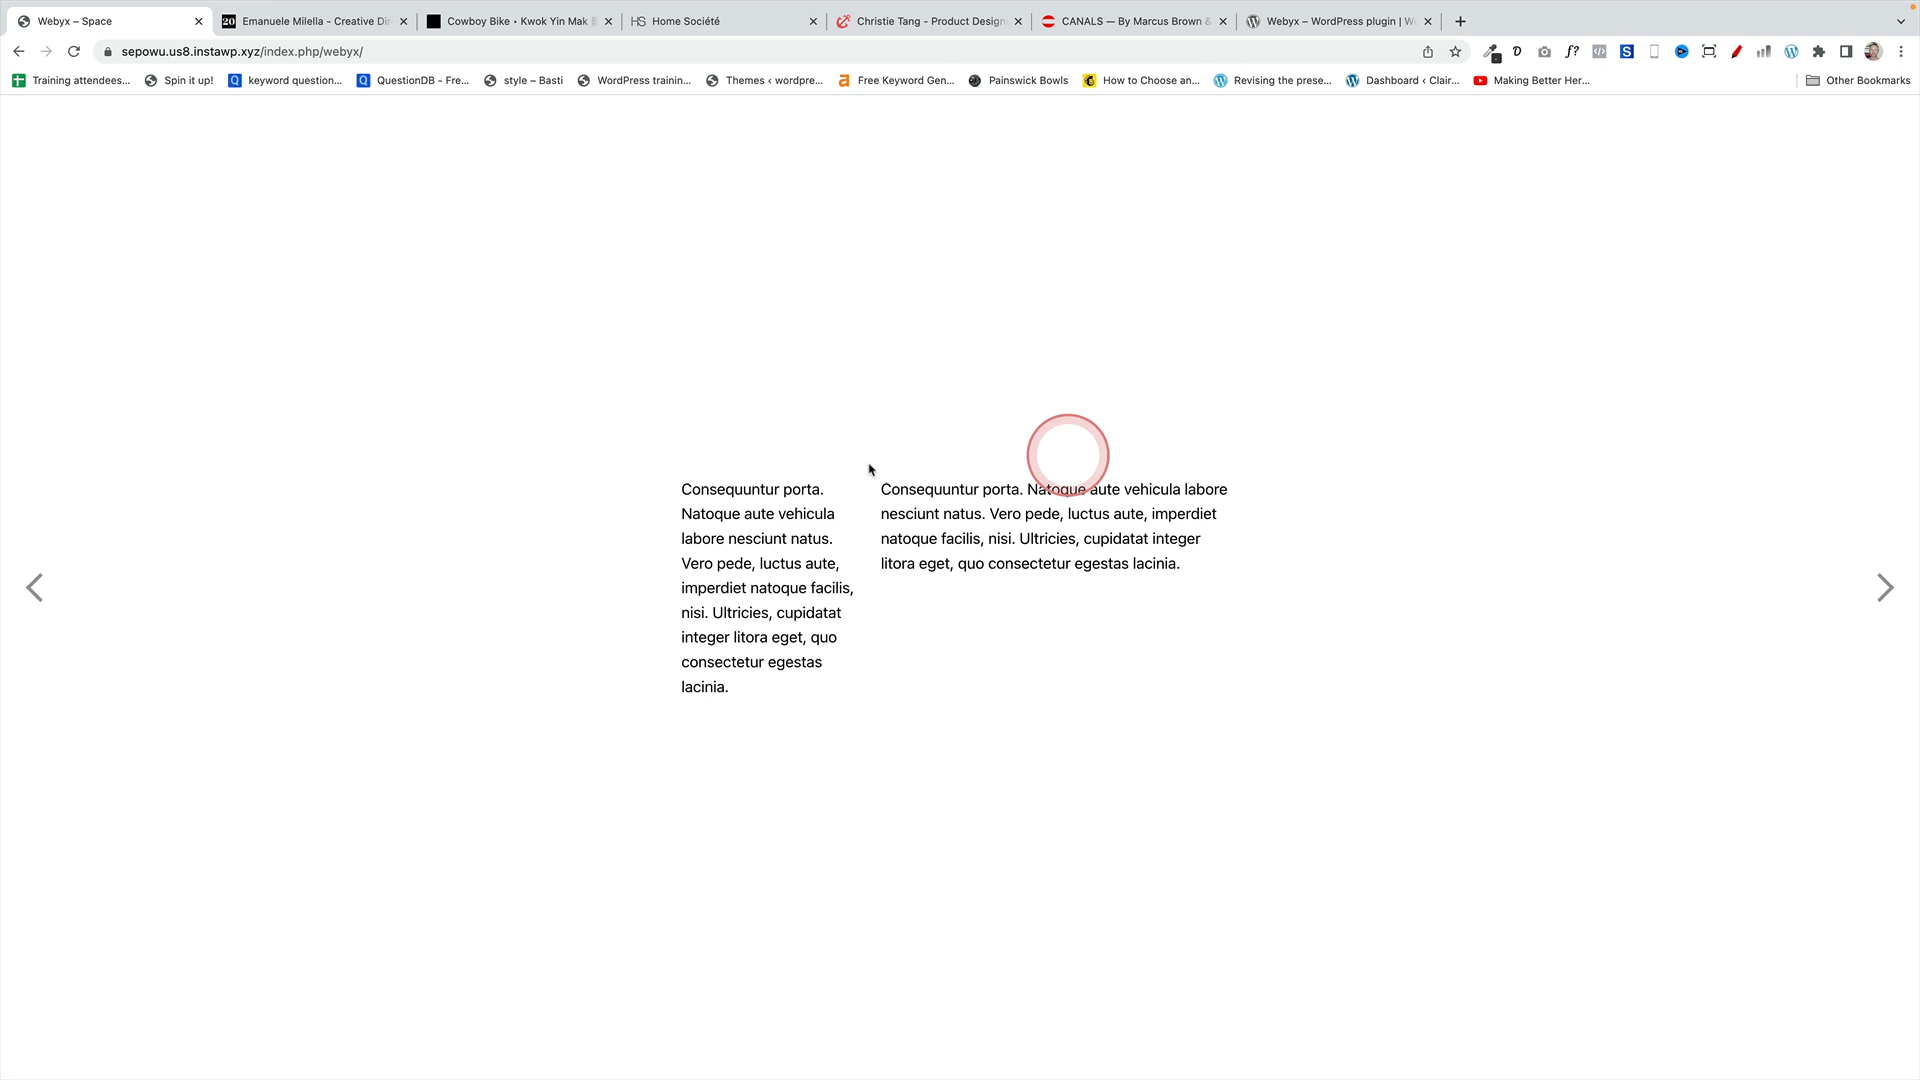 Webyx – Space
Emanuele Milella - Creative Dir
Cowboy Bike • Kwok Yin Mak
Home Société
Christie Tang - Product Design
CANALS — By Marcus Brown &
Webyx – WordPress plugin | W
sepowu.us8.instawp.xyz/index.php/webyx/
Training attendees...
Spin it up!
keyword question...
QuestionDB - Fre...
style – Basti
WordPress trainin...
Themes ‹ wordpre...
Free Keyword Gen...
Painswick Bowls
How to Choose an...
Revising the prese...
Dashboard ‹ Clair...
Making Better Her...
Other Bookmarks
Consequuntur porta.
Natoque aute vehicula
labore nesciunt natus.
Vero pede, luctus aute,
imperdiet natoque facilis,
nisi. Ultricies, cupidatat
integer litora eget, quo
consectetur egestas
lacinia.
Consequuntur porta. Natoque aute vehicula labore
nesciunt natus. Vero pede, luctus aute, imperdiet
natoque facilis, nisi. Ultricies, cupidatat integer
litora eget, quo consectetur egestas lacinia.